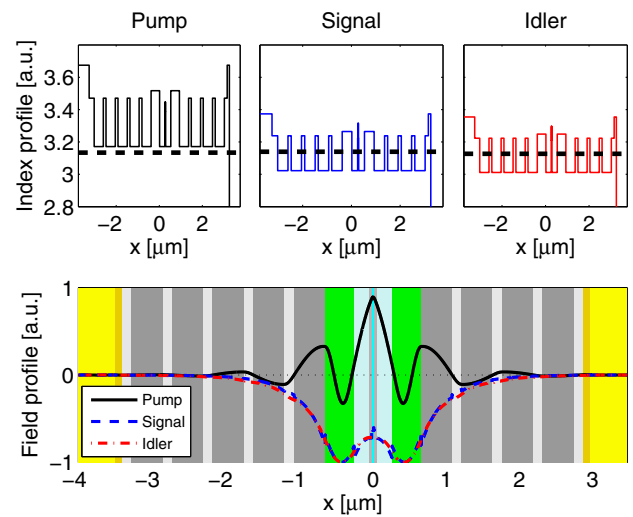 Pump
Signal
Idler
Index profile [a.u.]
3.6
3.4
3.2
3
2.8
−2 0 2
−2 0 2
−2 0 2
x [μm]
x [μm]
x [μm]
Field profile [a.u.]
1
0
−1
Pump
Signal
Idler
−4 −3 −2 −1 0 1 2 3
x [μm]